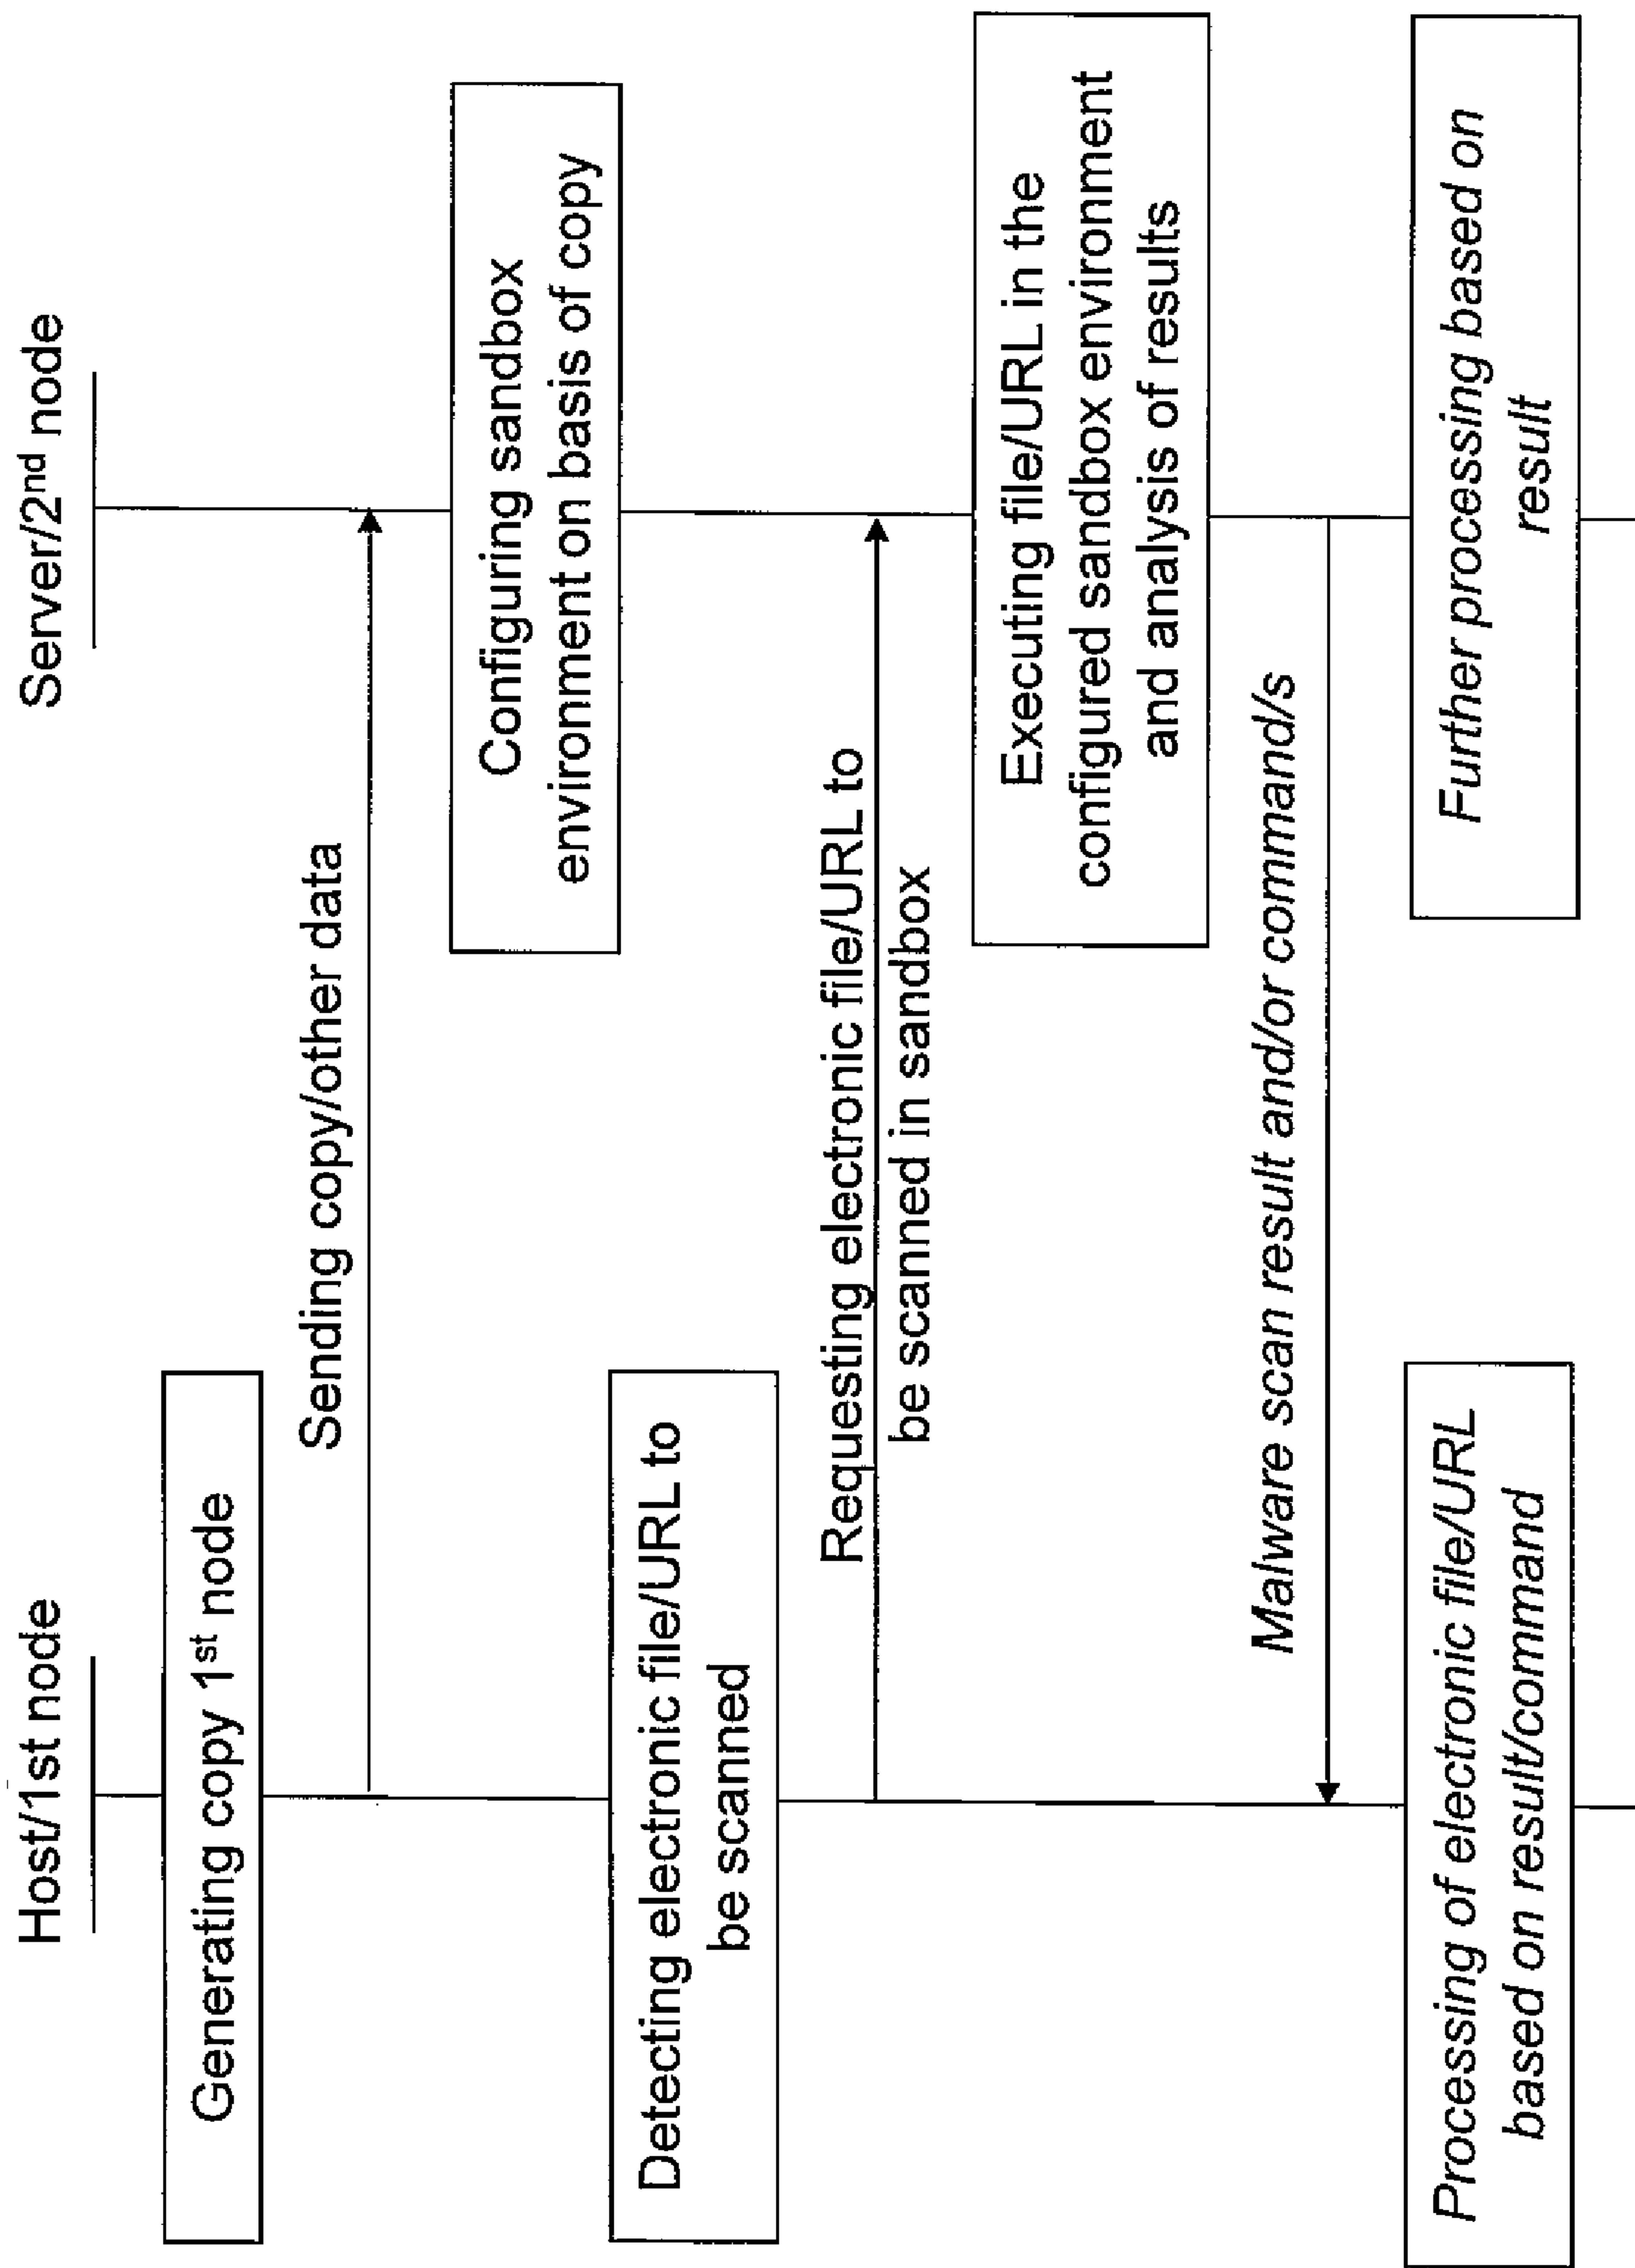 Host/1st node
Server/2nd node
Generating copy 1st node
Sending copy/other data
Configuring sandbox
environment on basis of copy
Detecting electronic file/URL to
be scanned
Requesting electronic file/URL to
be scanned in sandbox
Executing file/URL in the
configured sandbox environment
and analysis of results
Malware scan result and/or command/s
Processing of electronic file/URL
based on result/command
Further processing based on
result